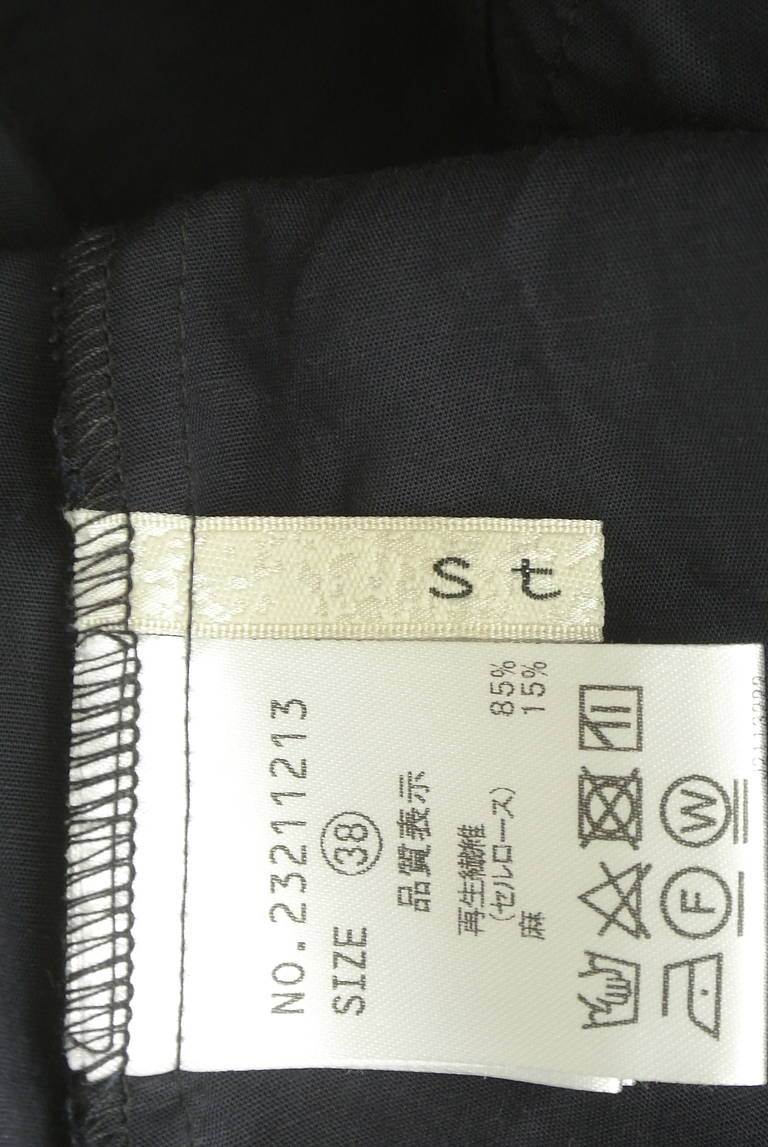 st
NO.23211213
SIZE 38
品質表示
再生繊維
(セルロース) 85%
麻 15%
F W